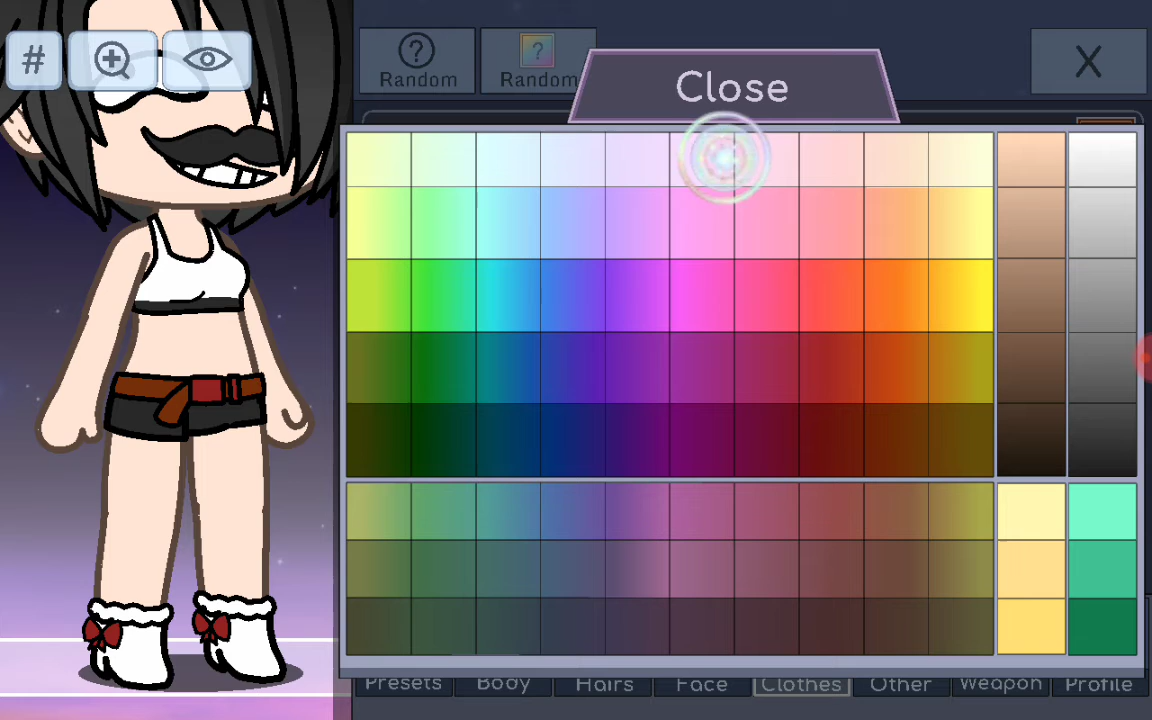 #
? Random
? Random
Close
X
Presets
Body
Hairs
Face
Clothes
Other
Weapon
Profile